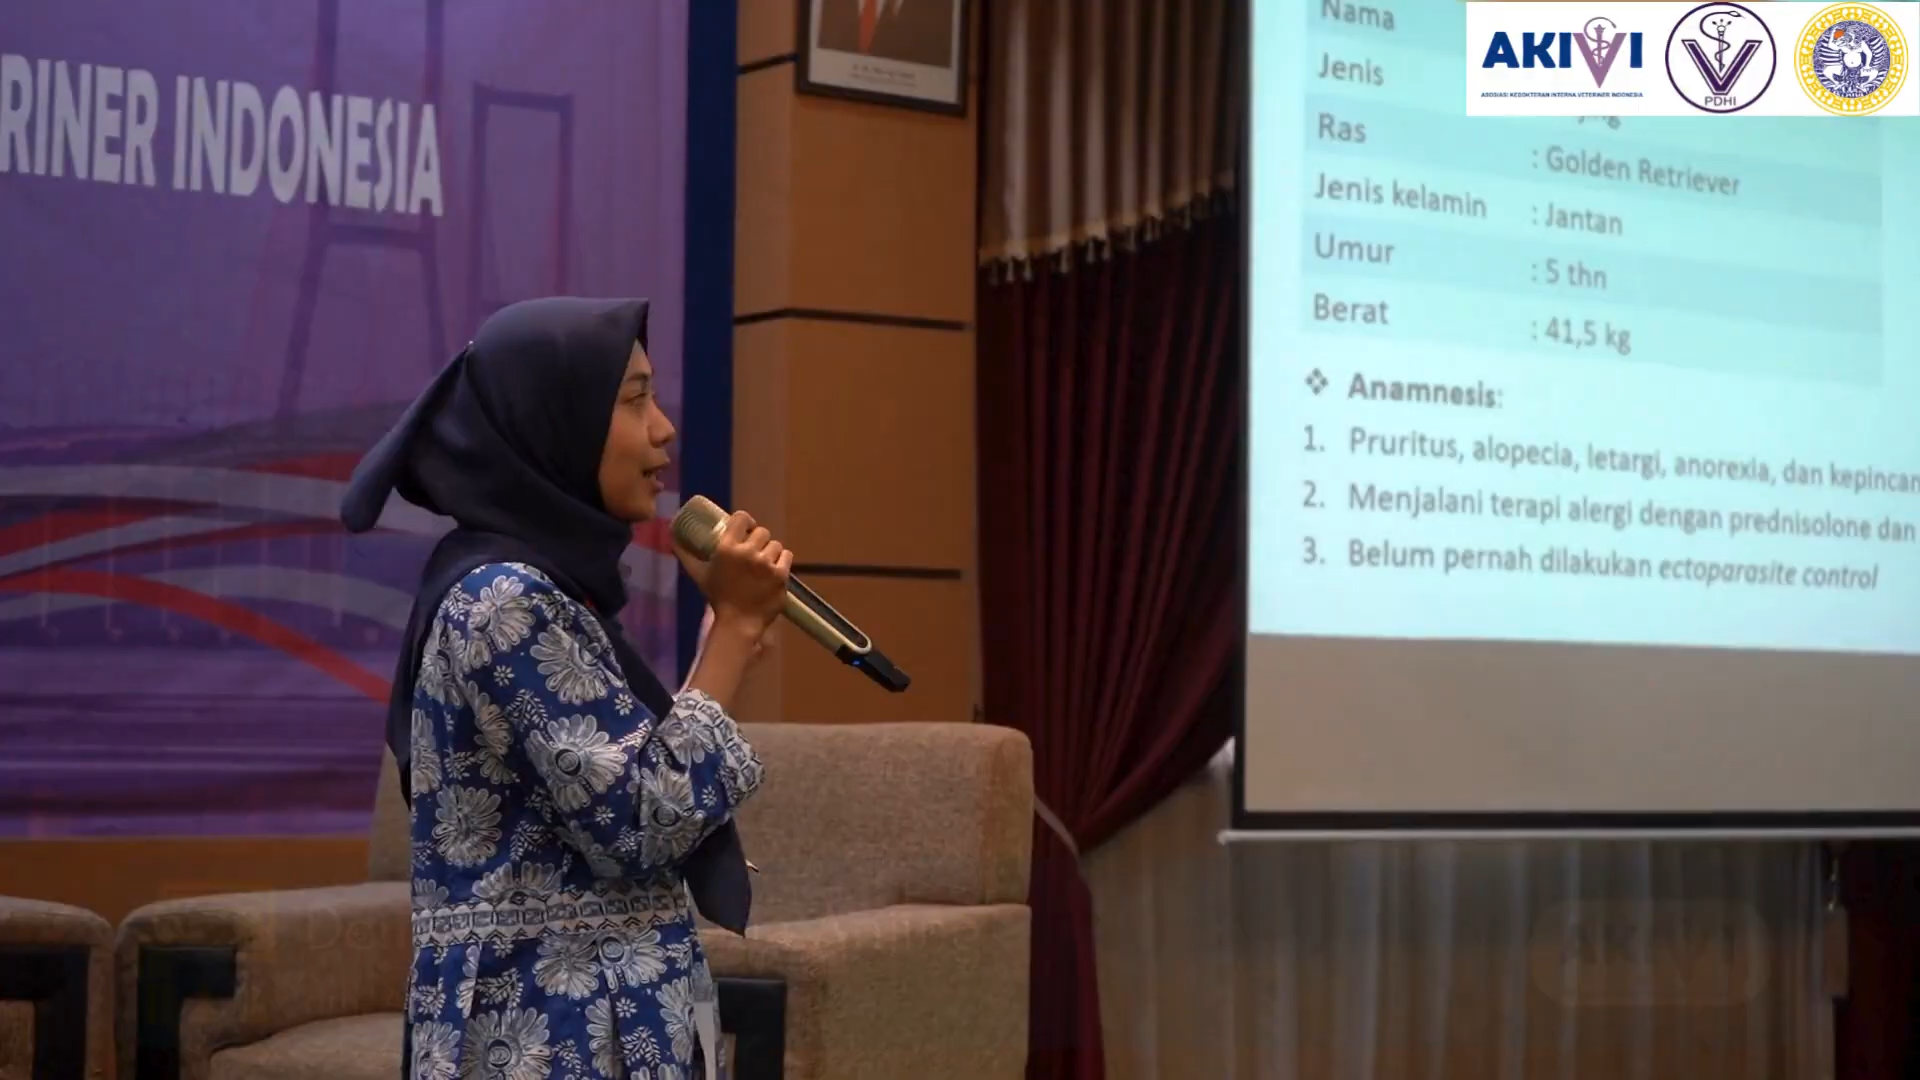 RINER INDONESIA
AKIVI
ASOSIASI KEDOKTERAN INTERNA VETERINER INDONESIA
PDHI
Nama
Jenis
Ras : Golden Retriever
Jenis kelamin : Jantan
Umur : 5 thn
Berat : 41,5 kg
❖ Anamnesis:
1. Pruritus, alopecia, letargi, anorexia, dan kepincan
2. Menjalani terapi alergi dengan prednisolone dan
3. Belum pernah dilakukan ectoparasite control
AKIVI